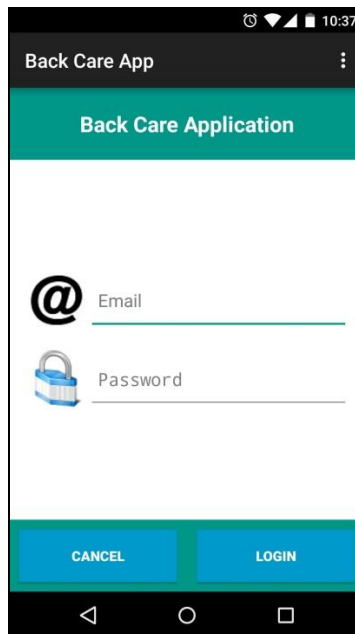 10:37
Back Care App
Back Care Application
@
Email
Password
CANCEL LOGIN